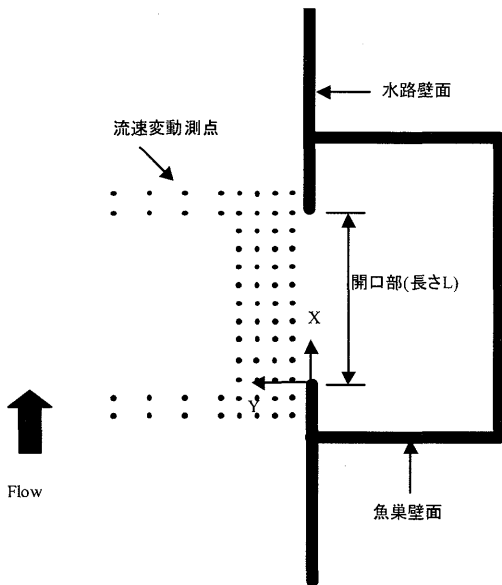 水路壁面
流速変動測点
開口部(長さL)
X
Y
Flow
魚巣壁面